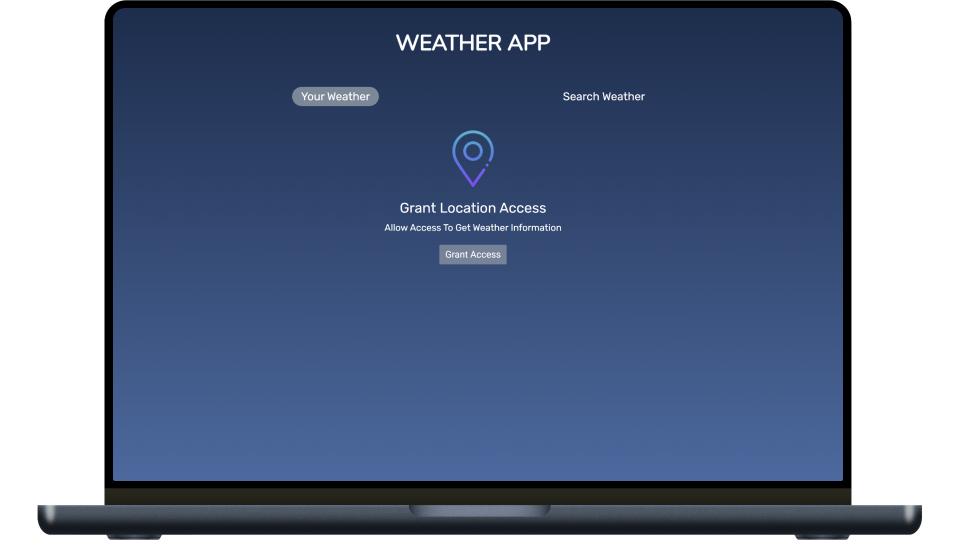 WEATHER APP
Your Weather
Search Weather
Grant Location Access
Allow Access To Get Weather Information
Grant Access